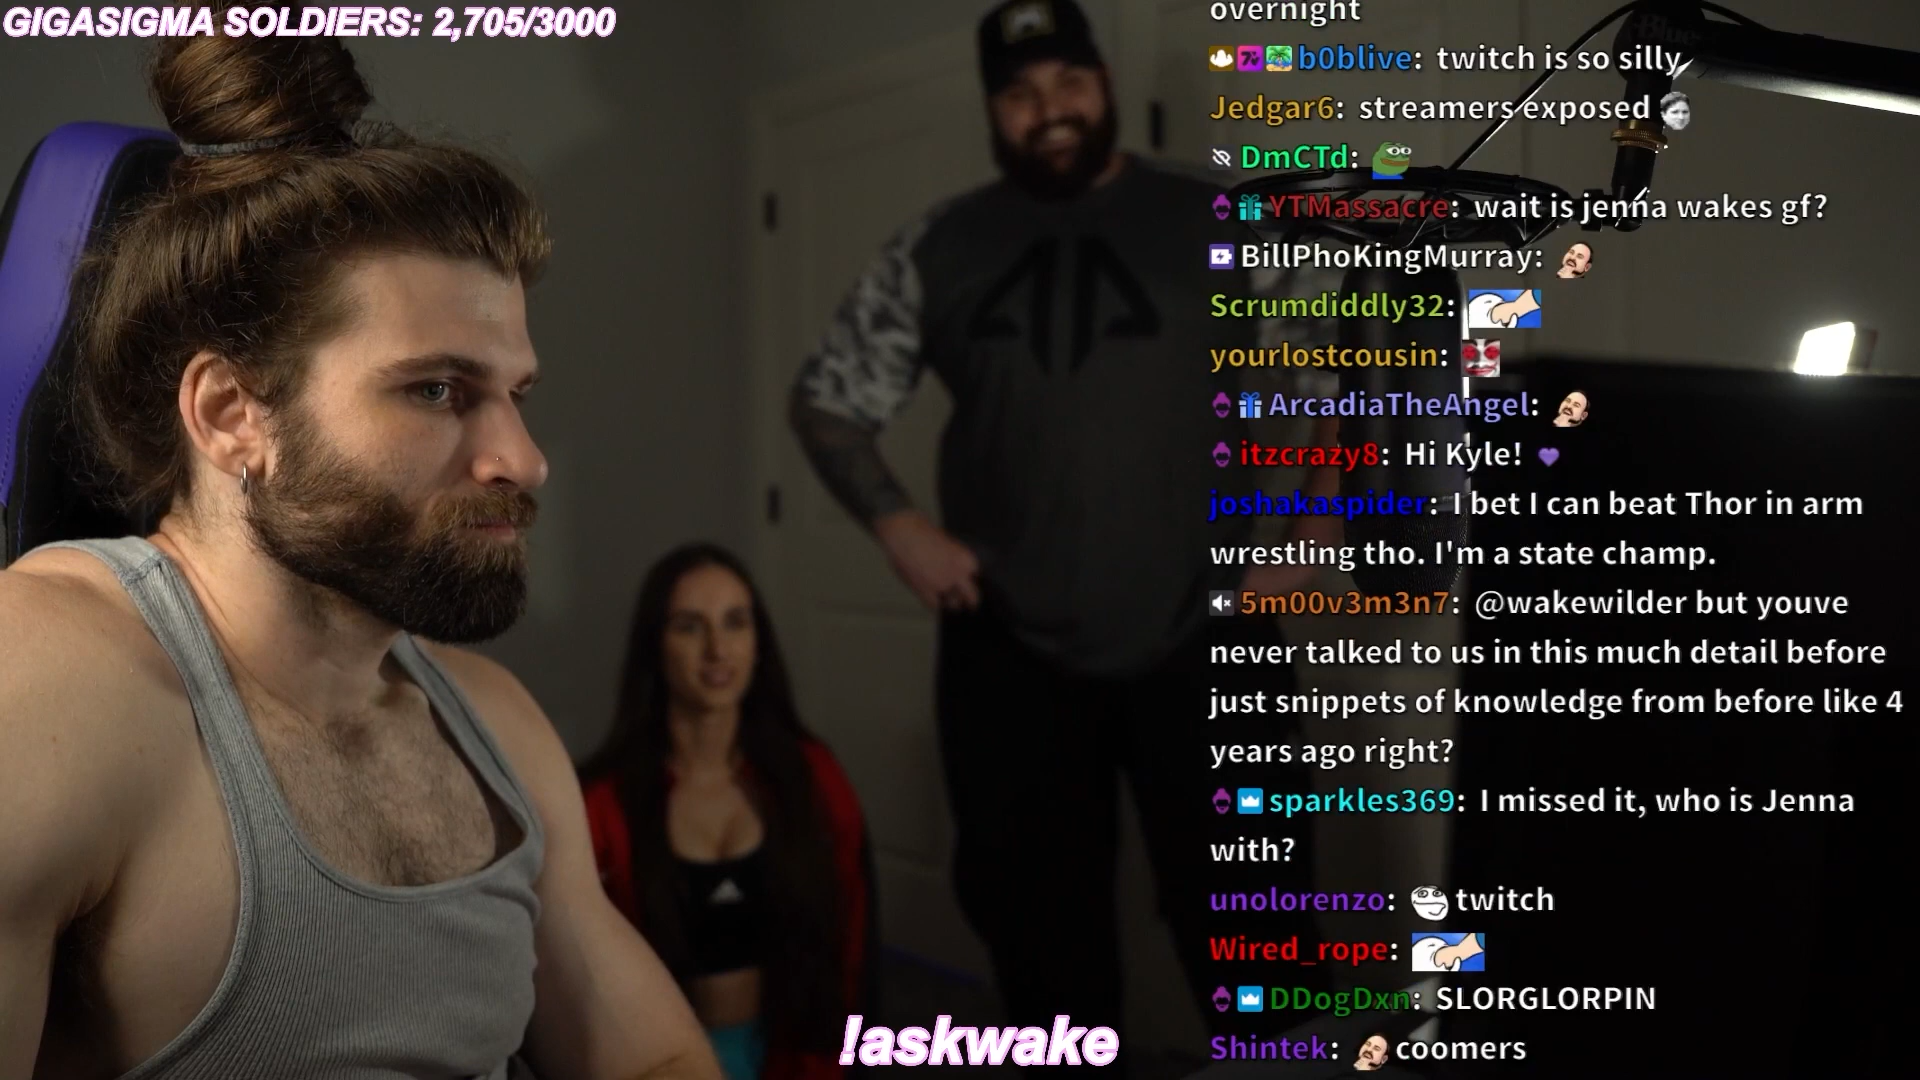 GIGASIGMA SOLDIERS: 2,705/3000
overnight
b0blive: twitch is so silly
Jedgar6: streamers exposed
DmCTd:
YTMassacre: wait is jenna wakes gf?
BillPhoKingMurray:
Scrumdiddly32:
yourlostcousin:
ArcadiaTheAngel:
itzcrazy8: Hi Kyle!
joshakaspider: I bet I can beat Thor in arm
wrestling tho. I'm a state champ.
5m00v3m3n7: @wakewilder but youve
never talked to us in this much detail before
just snippets of knowledge from before like 4
years ago right?
sparkles369: I missed it, who is Jenna
with?
unolorenzo: twitch
Wired_rope:
DDogDxn: SLORGLORPIN
Shintek: coomers
!askwake
Blue